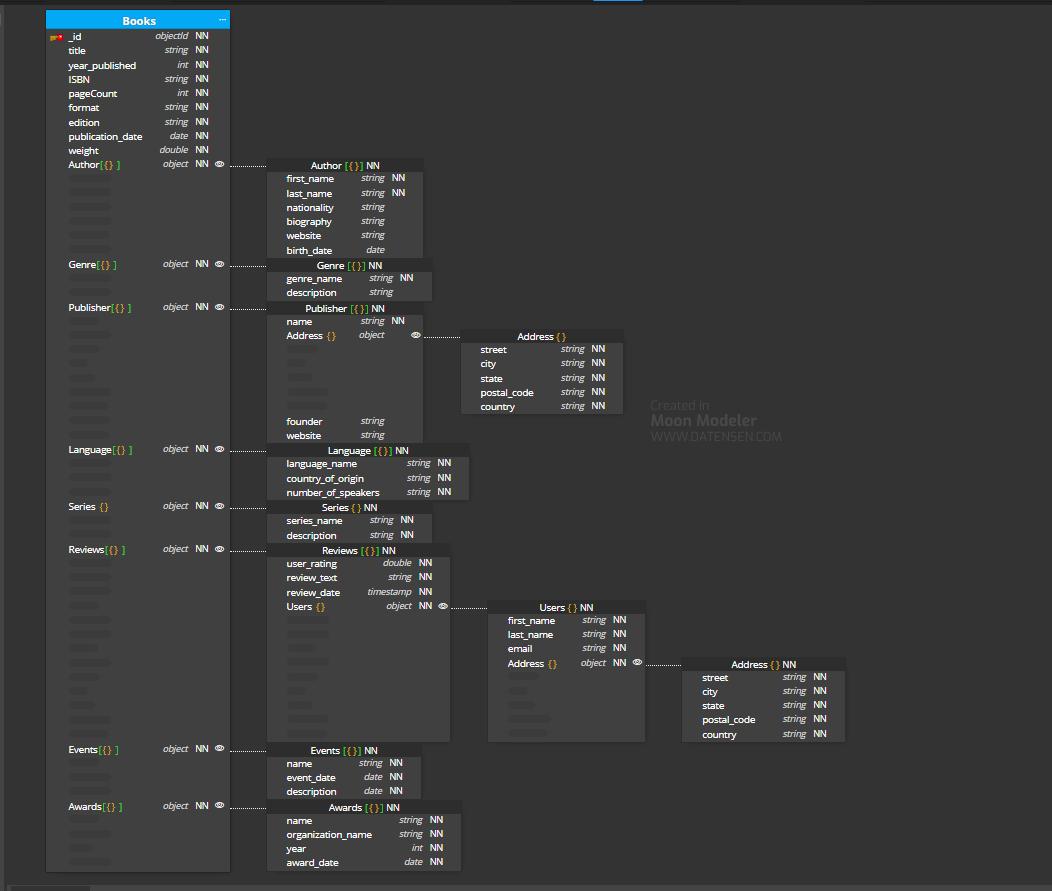 Books ...
_id objectId NN
title string NN
year_published int NN
ISBN string NN
pageCount int NN
format string NN
edition string NN
publication_date date NN
weight double NN
Author[{} ] object NN
Author [{}] NN
first_name string NN
last_name string NN
nationality string
biography string
website string
birth_date date
Genre[{} ] object NN
Genre [{}] NN
genre_name string NN
description string
Publisher[{} ] object NN
Publisher [{}] NN
name string NN
Address {} object
Address {}
street string NN
city string NN
state string NN
postal_code string NN
country string NN
founder string
website string
Created in
Moon Modeler
WWW.DATENSEN.COM
Language[{} ] object NN
Language [{}] NN
language_name string NN
country_of_origin string NN
number_of_speakers string NN
Series {} object NN
Series {} NN
series_name string NN
description string NN
Reviews[{} ] object NN
Reviews [{}] NN
user_rating double NN
review_text string NN
review_date timestamp NN
Users {} object NN
Users {} NN
first_name string NN
last_name string NN
email string NN
Address {} object NN
Address {} NN
street string NN
city string NN
state string NN
postal_code string NN
country string NN
Events[{} ] object NN
Events [{}] NN
name string NN
event_date date NN
description date NN
Awards[{} ] object NN
Awards [{}] NN
name string NN
organization_name string NN
year int NN
award_date date NN